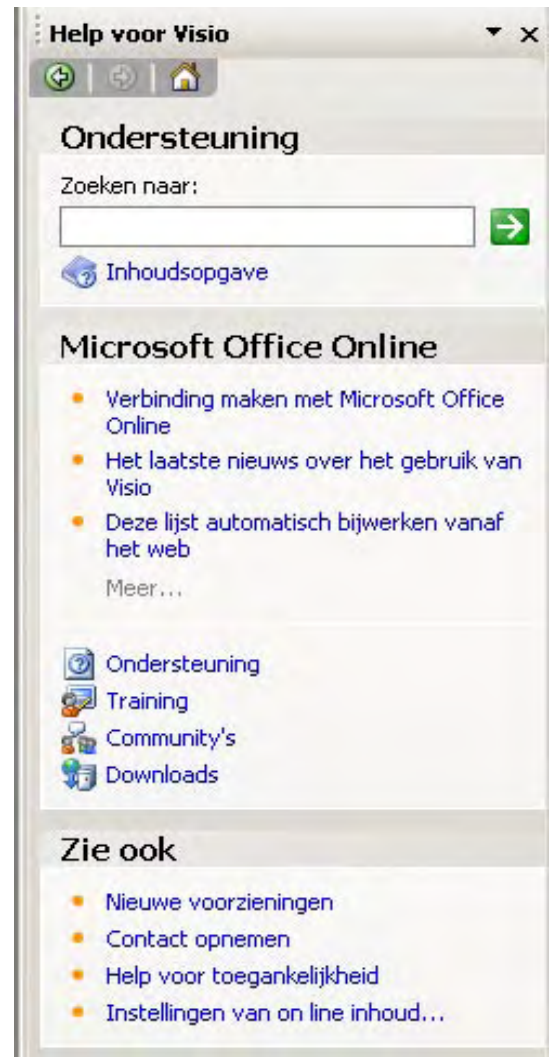 Help voor Visio
Ondersteuning
Zoeken naar:
Inhoudsopgave
Microsoft Office Online
Verbinding maken met Microsoft Office
Online
Het laatste nieuws over het gebruik van
Visio
Deze lijst automatisch bijwerken vanaf
het web
Meer...
Ondersteuning
Training
Community's
Downloads
Zie ook
Nieuwe voorzieningen
Contact opnemen
Help voor toegankelijkheid
Instellingen van on line inhoud...